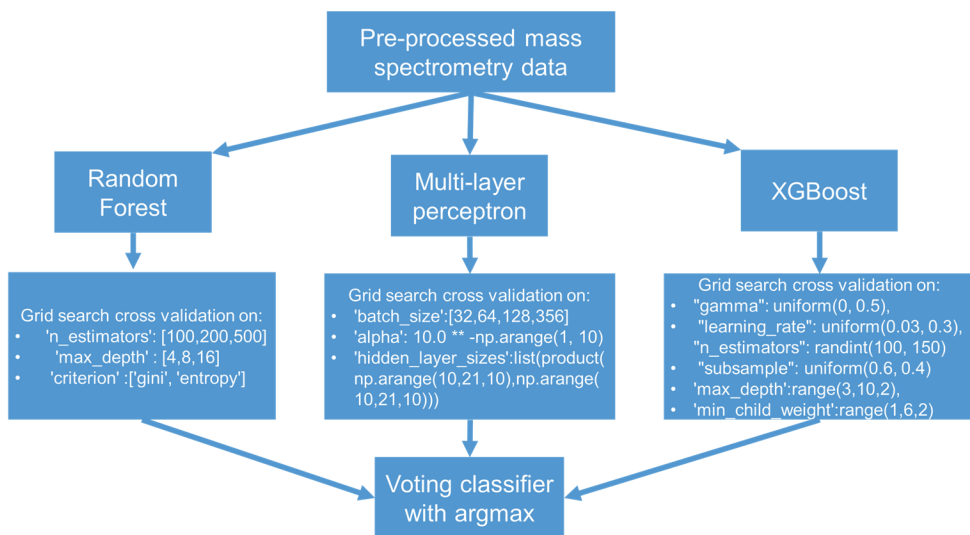 Pre-processed mass
spectrometry data
Random
Forest
Multi-layer
perceptron
XGBoost
Grid search cross validation on:
• 'n_estimators': [100,200,500]
• 'max_depth' : [4,8,16]
• 'criterion' :['gini', 'entropy']
Grid search cross validation on:
• 'batch_size':[32,64,128,356]
• 'alpha': 10.0 ** -np.arange(1, 10)
• 'hidden_layer_sizes':list(product(
np.arange(10,21,10),np.arange(
10,21,10)))
Grid search cross validation on:
• "gamma": uniform(0, 0.5),
• "learning_rate": uniform(0.03, 0.3),
"n_estimators": randint(100, 150)
• "subsample": uniform(0.6, 0.4)
• 'max_depth':range(3,10,2),
• 'min_child_weight':range(1,6,2)
Voting classifier
with argmax